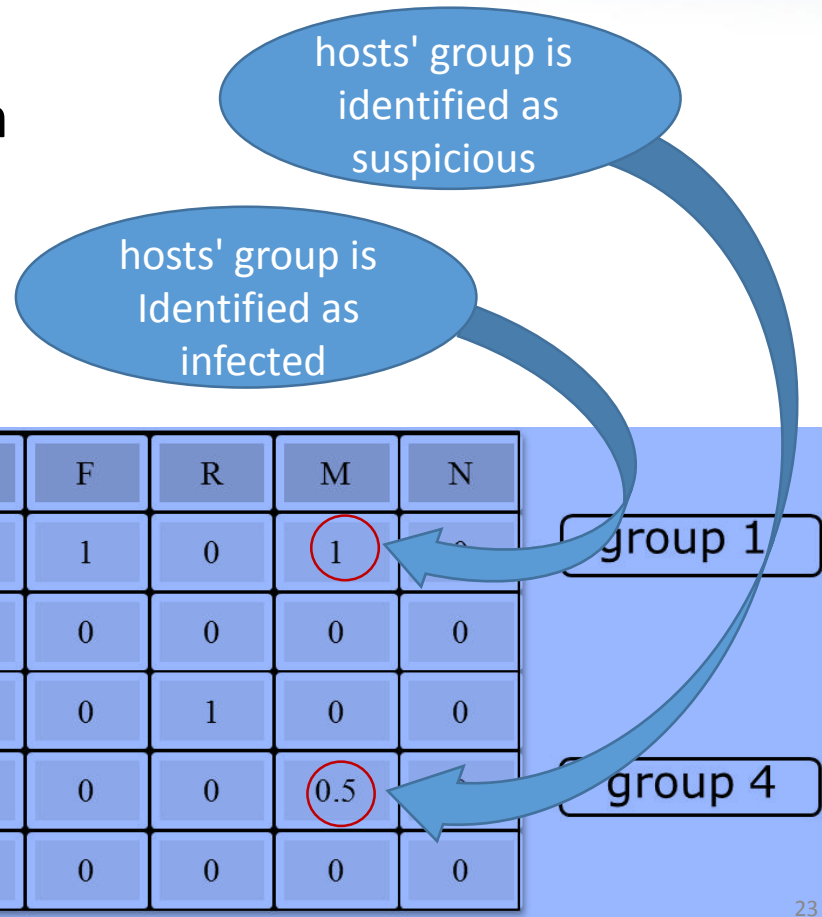 hosts' group is
identified as
suspicious
hosts' group is
Identified as
infected
F R M N
1 0 1
0 0 0 0
0 1 0 0
0 0 0.5
0 0 0 0
group 1
group 4
23